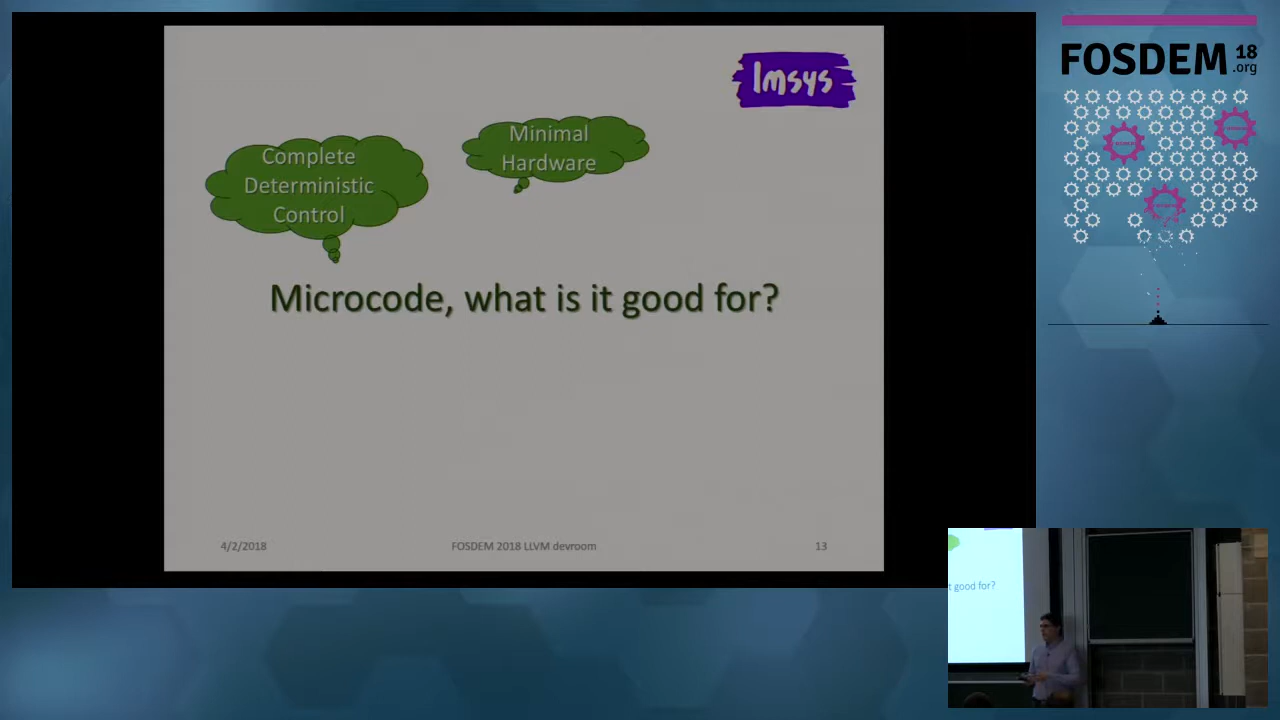 Imsys
Minimal
Hardware
Complete
Deterministic
Control
Microcode, what is it good for?
4/2/2018
FOSDEM 2018 LLVM devroom
13
FOSDEM 18
.org
t good for?